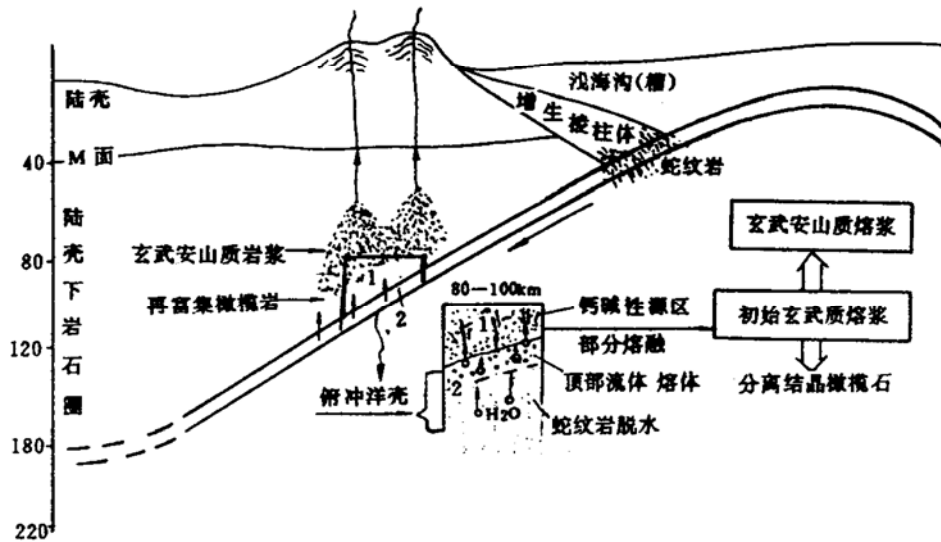 陆壳
M面
40
陆壳下岩石圈
80
120
180
220
浅海沟(槽)
增生棱柱体
蛇纹岩
玄武安山质岩浆
再富集橄榄岩
1
2
俯冲洋壳
80—100km
1
2
H₂O
钙碱性源区
部分熔融
顶部流体 熔体
蛇纹岩脱水
玄武安山质熔浆
初始玄武质熔浆
分离结晶橄榄石